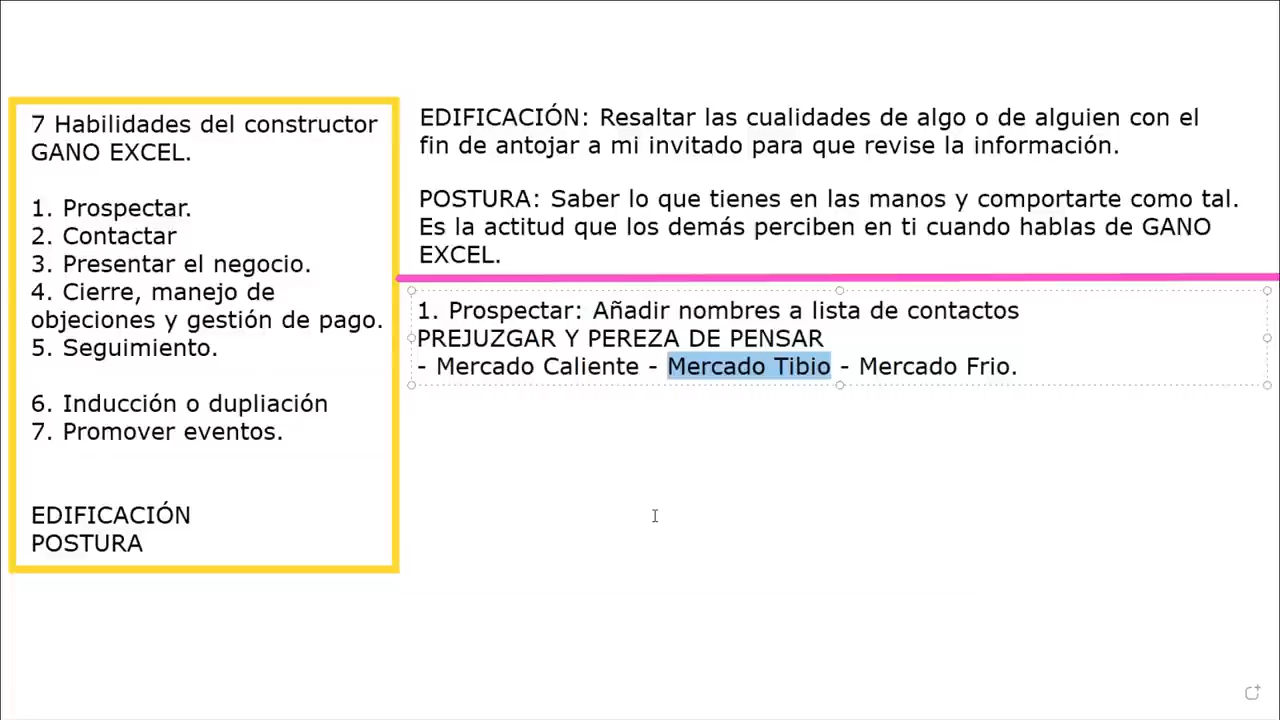 7 Habilidades del constructor
GANO EXCEL.
1. Prospectar.
2. Contactar
3. Presentar el negocio.
4. Cierre, manejo de
objeciones y gestión de pago.
5. Seguimiento.
6. Inducción o dupliación
7. Promover eventos.
EDIFICACIÓN
POSTURA
EDIFICACIÓN: Resaltar las cualidades de algo o de alguien con el
fin de antojar a mi invitado para que revise la información.
POSTURA: Saber lo que tienes en las manos y comportarte como tal.
Es la actitud que los demás perciben en ti cuando hablas de GANO
EXCEL.
1. Prospectar: Añadir nombres a lista de contactos
PREJUZGAR Y PEREZA DE PENSAR
- Mercado Caliente - Mercado Tibio - Mercado Frio.